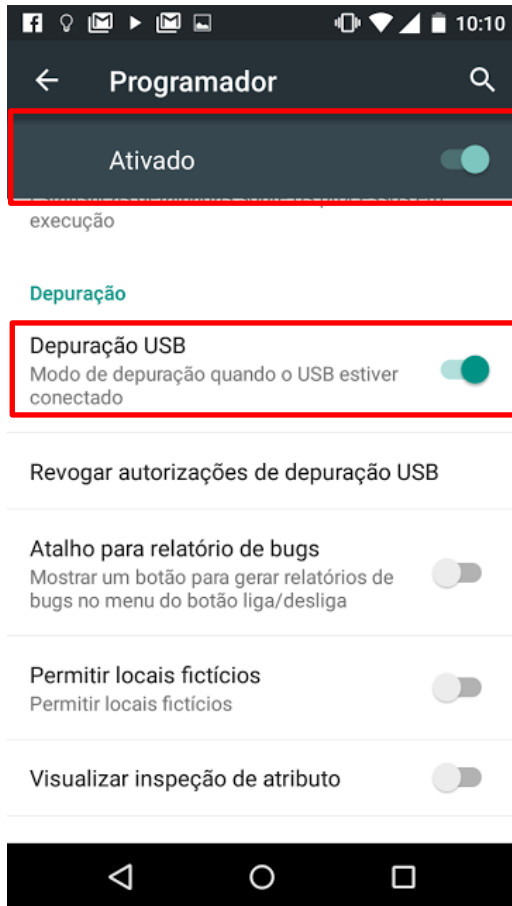 10:10
Programador
Ativado
execução
Depuração
Depuração USB
Modo de depuração quando o USB estiver
conectado
Revogar autorizações de depuração USB
Atalho para relatório de bugs
Mostrar um botão para gerar relatórios de
bugs no menu do botão liga/desliga
Permitir locais fictícios
Permitir locais fictícios
Visualizar inspeção de atributo